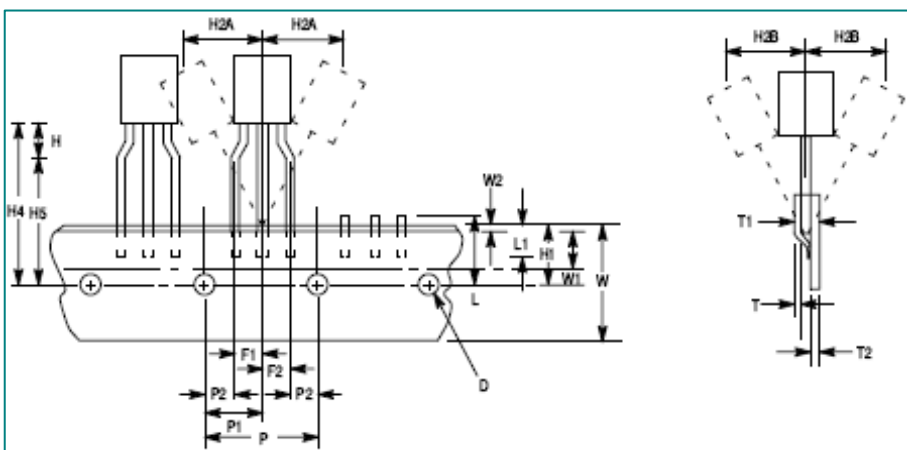 H2A H2A H2B H2B
H
W2
H4 H5 T1
L1 H1
W1 W
L
T
F1
T2
F2
D
P2 P2
P1
P